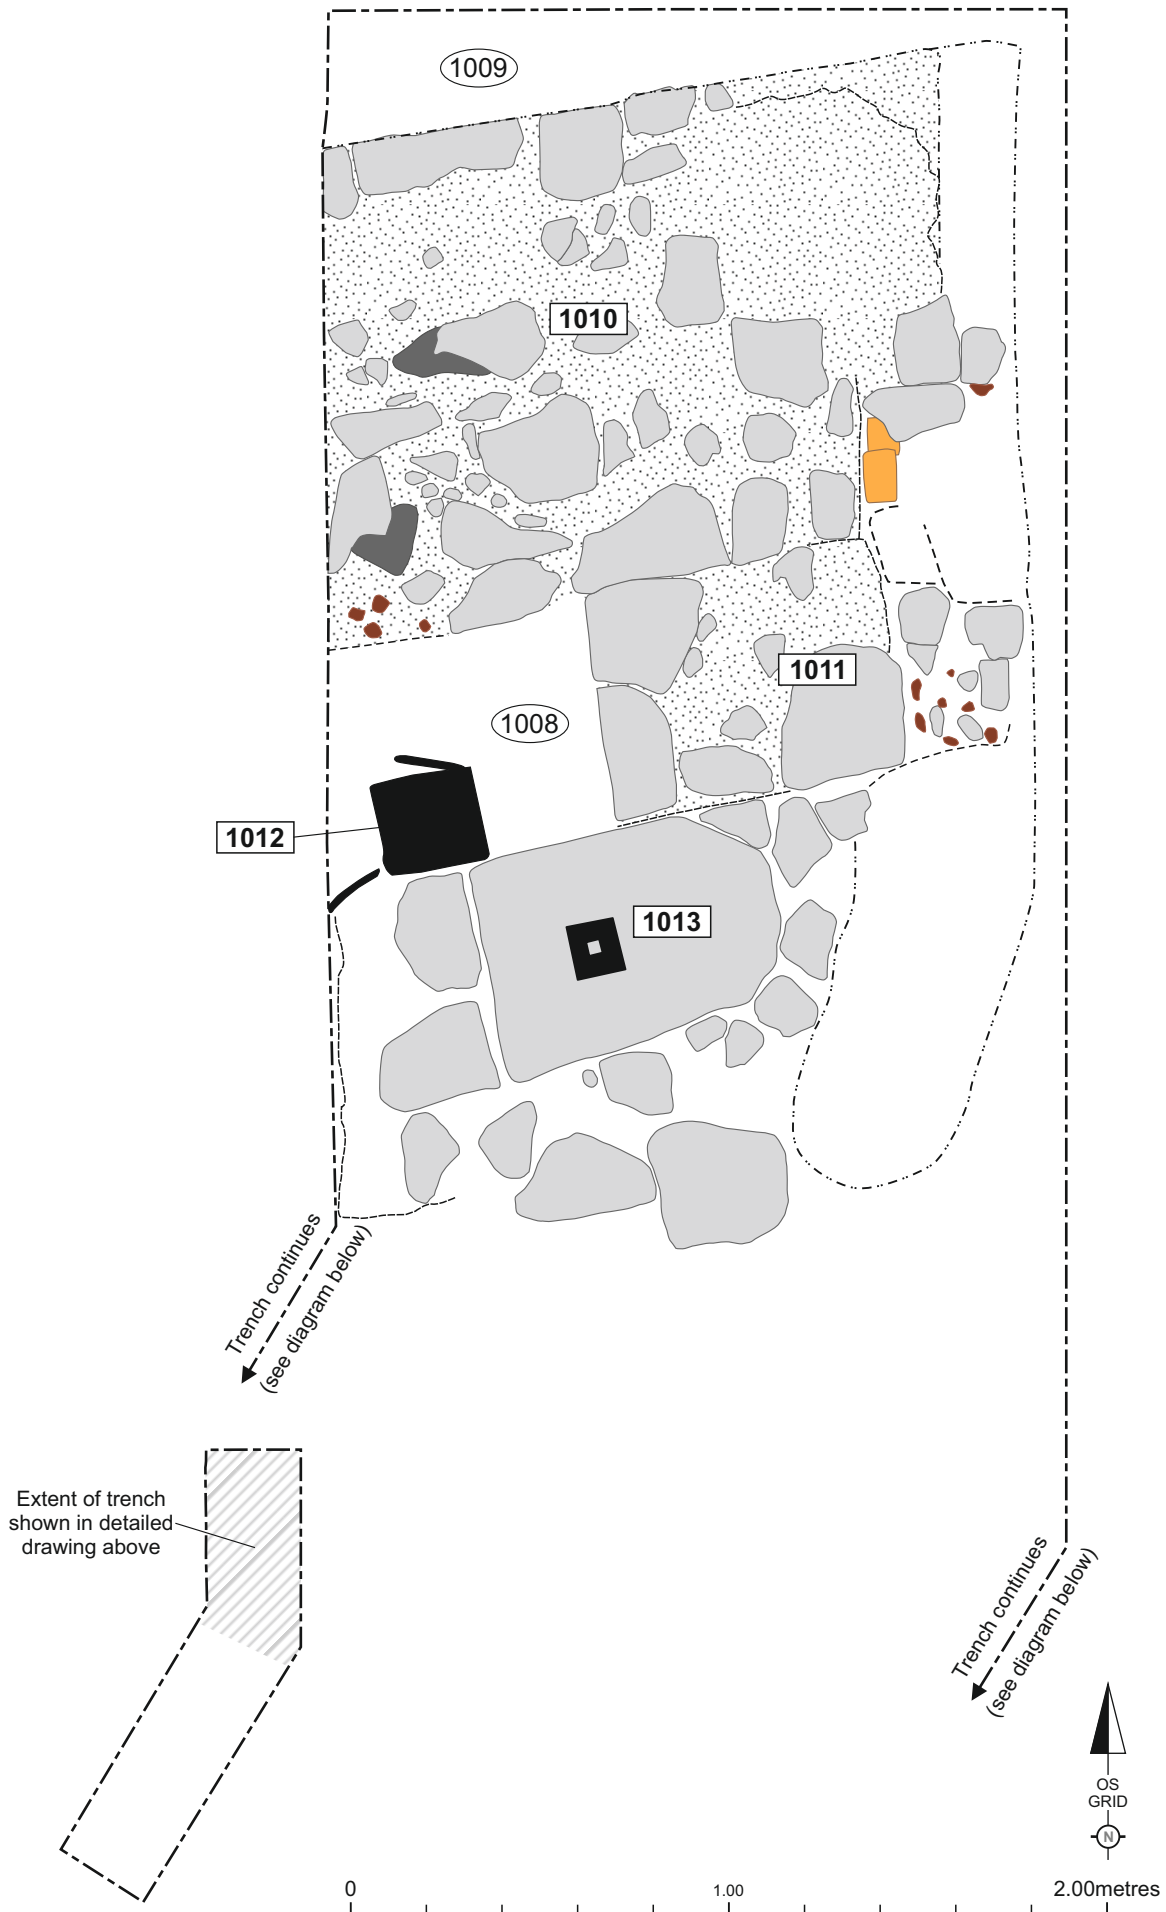 1009
1010
1011
1008
1012
1013
Trench continues
(see diagram below)
Extent of trench
shown in detailed
drawing above
Trench continues
(see diagram below)
OS
GRID
N
0
1.00
2.00metres